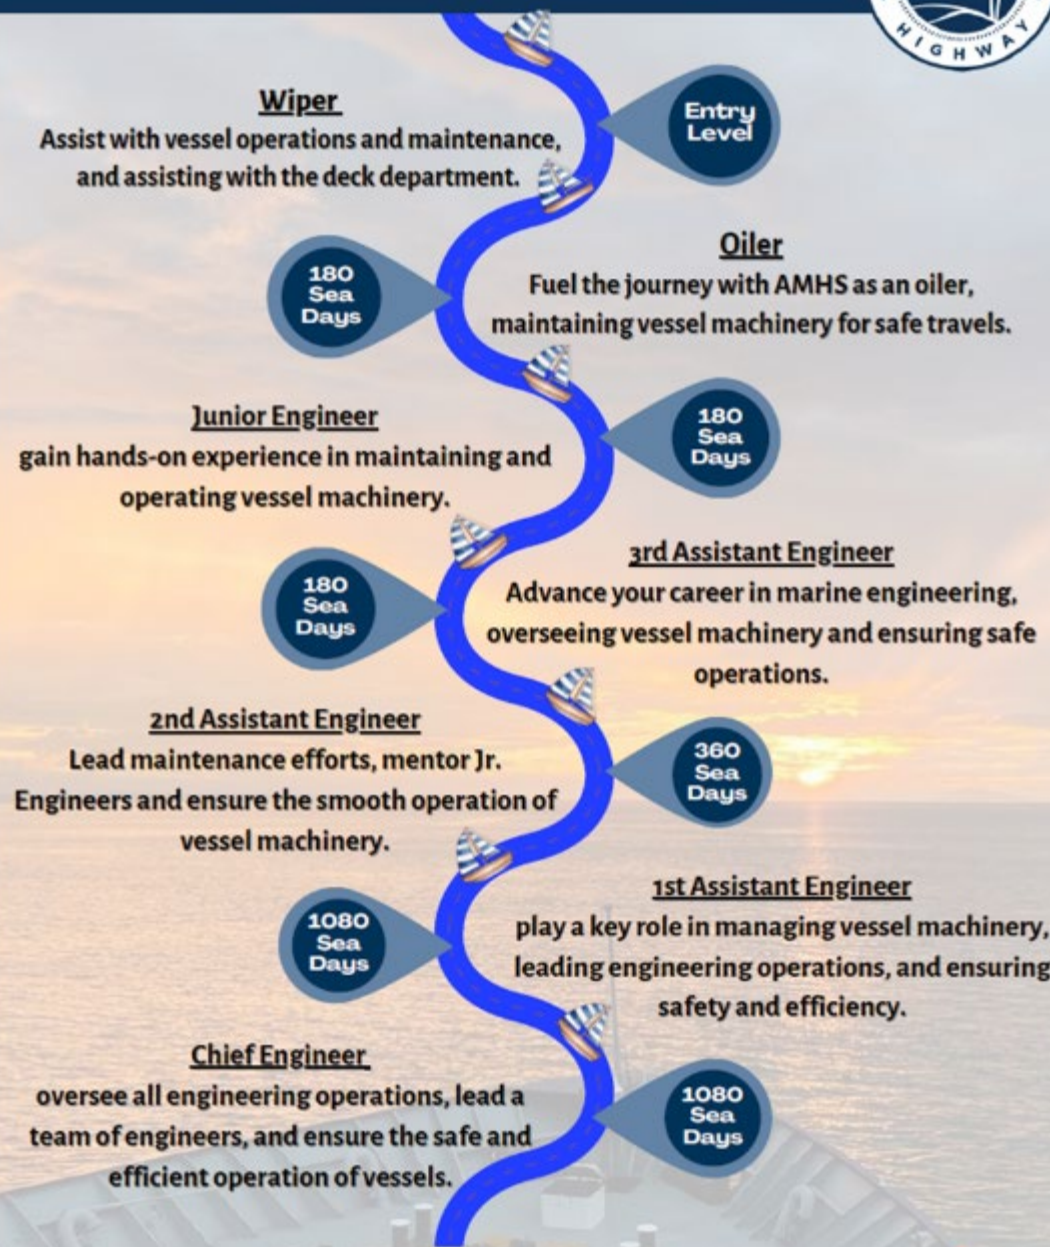 HIGHWAY
Wiper
Assist with vessel operations and maintenance,
and assisting with the deck department.
Entry
Level
Oiler
Fuel the journey with AMHS as an oiler,
maintaining vessel machinery for safe travels.
180
Sea
Days
Junior Engineer
gain hands-on experience in maintaining and
operating vessel machinery.
180
Sea
Days
3rd Assistant Engineer
Advance your career in marine engineering,
overseeing vessel machinery and ensuring safe
operations.
180
Sea
Days
2nd Assistant Engineer
Lead maintenance efforts, mentor Jr.
Engineers and ensure the smooth operation of
vessel machinery.
360
Sea
Days
1st Assistant Engineer
play a key role in managing vessel machinery,
leading engineering operations, and ensuring
safety and efficiency.
1080
Sea
Days
Chief Engineer
oversee all engineering operations, lead a
team of engineers, and ensure the safe and
efficient operation of vessels.
1080
Sea
Days